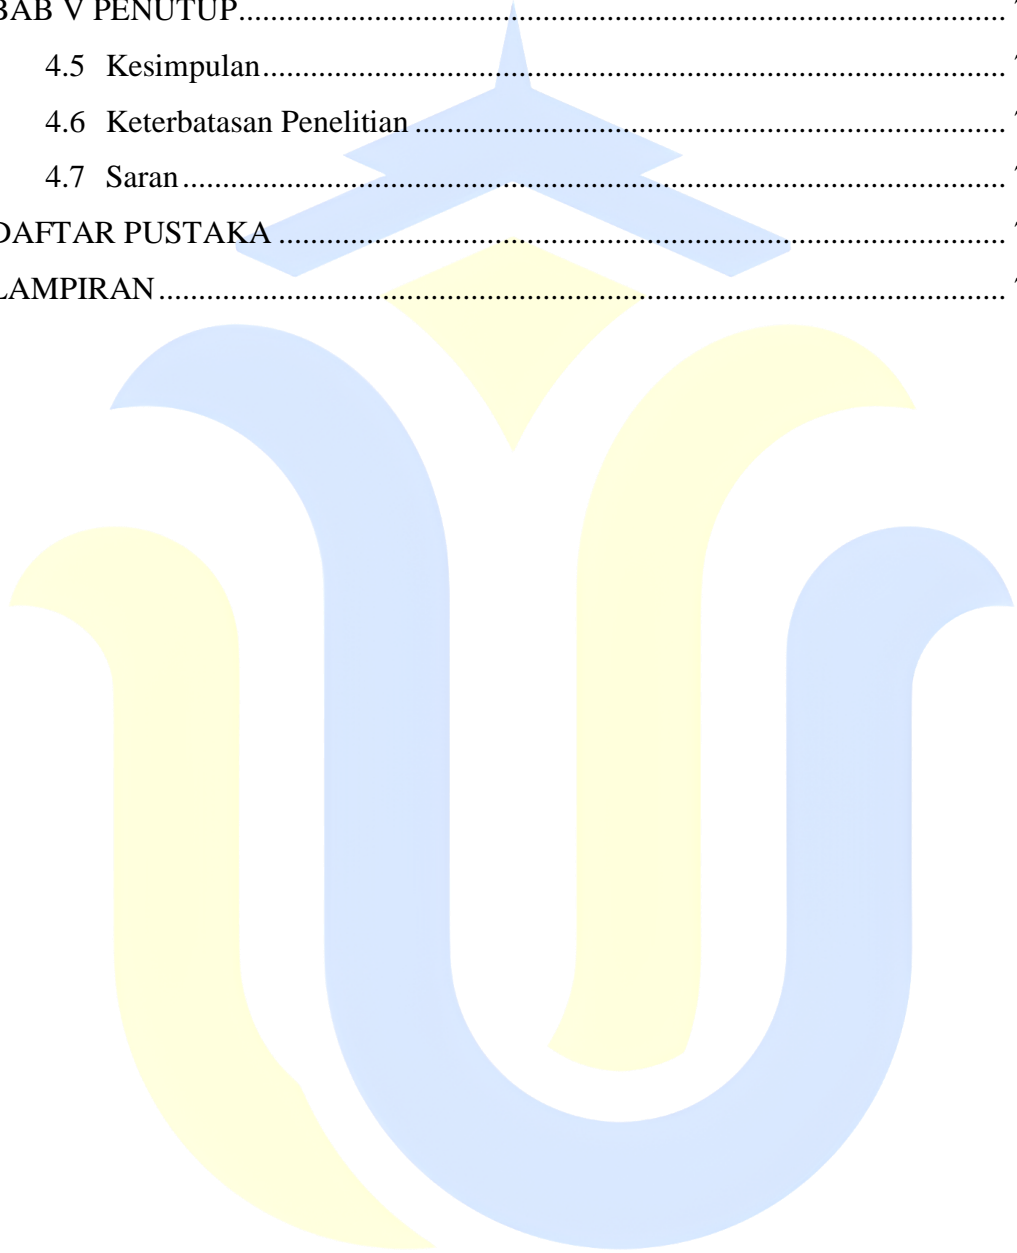 BAB V PENUTUP................................................................................................
4.5 Kesimpulan.............................................................................................
4.6 Keterbatasan Penelitian..........................................................................
4.7 Saran.......................................................................................................
DAFTAR PUSTAKA...........................................................................................
LAMPIRAN..........................................................................................................